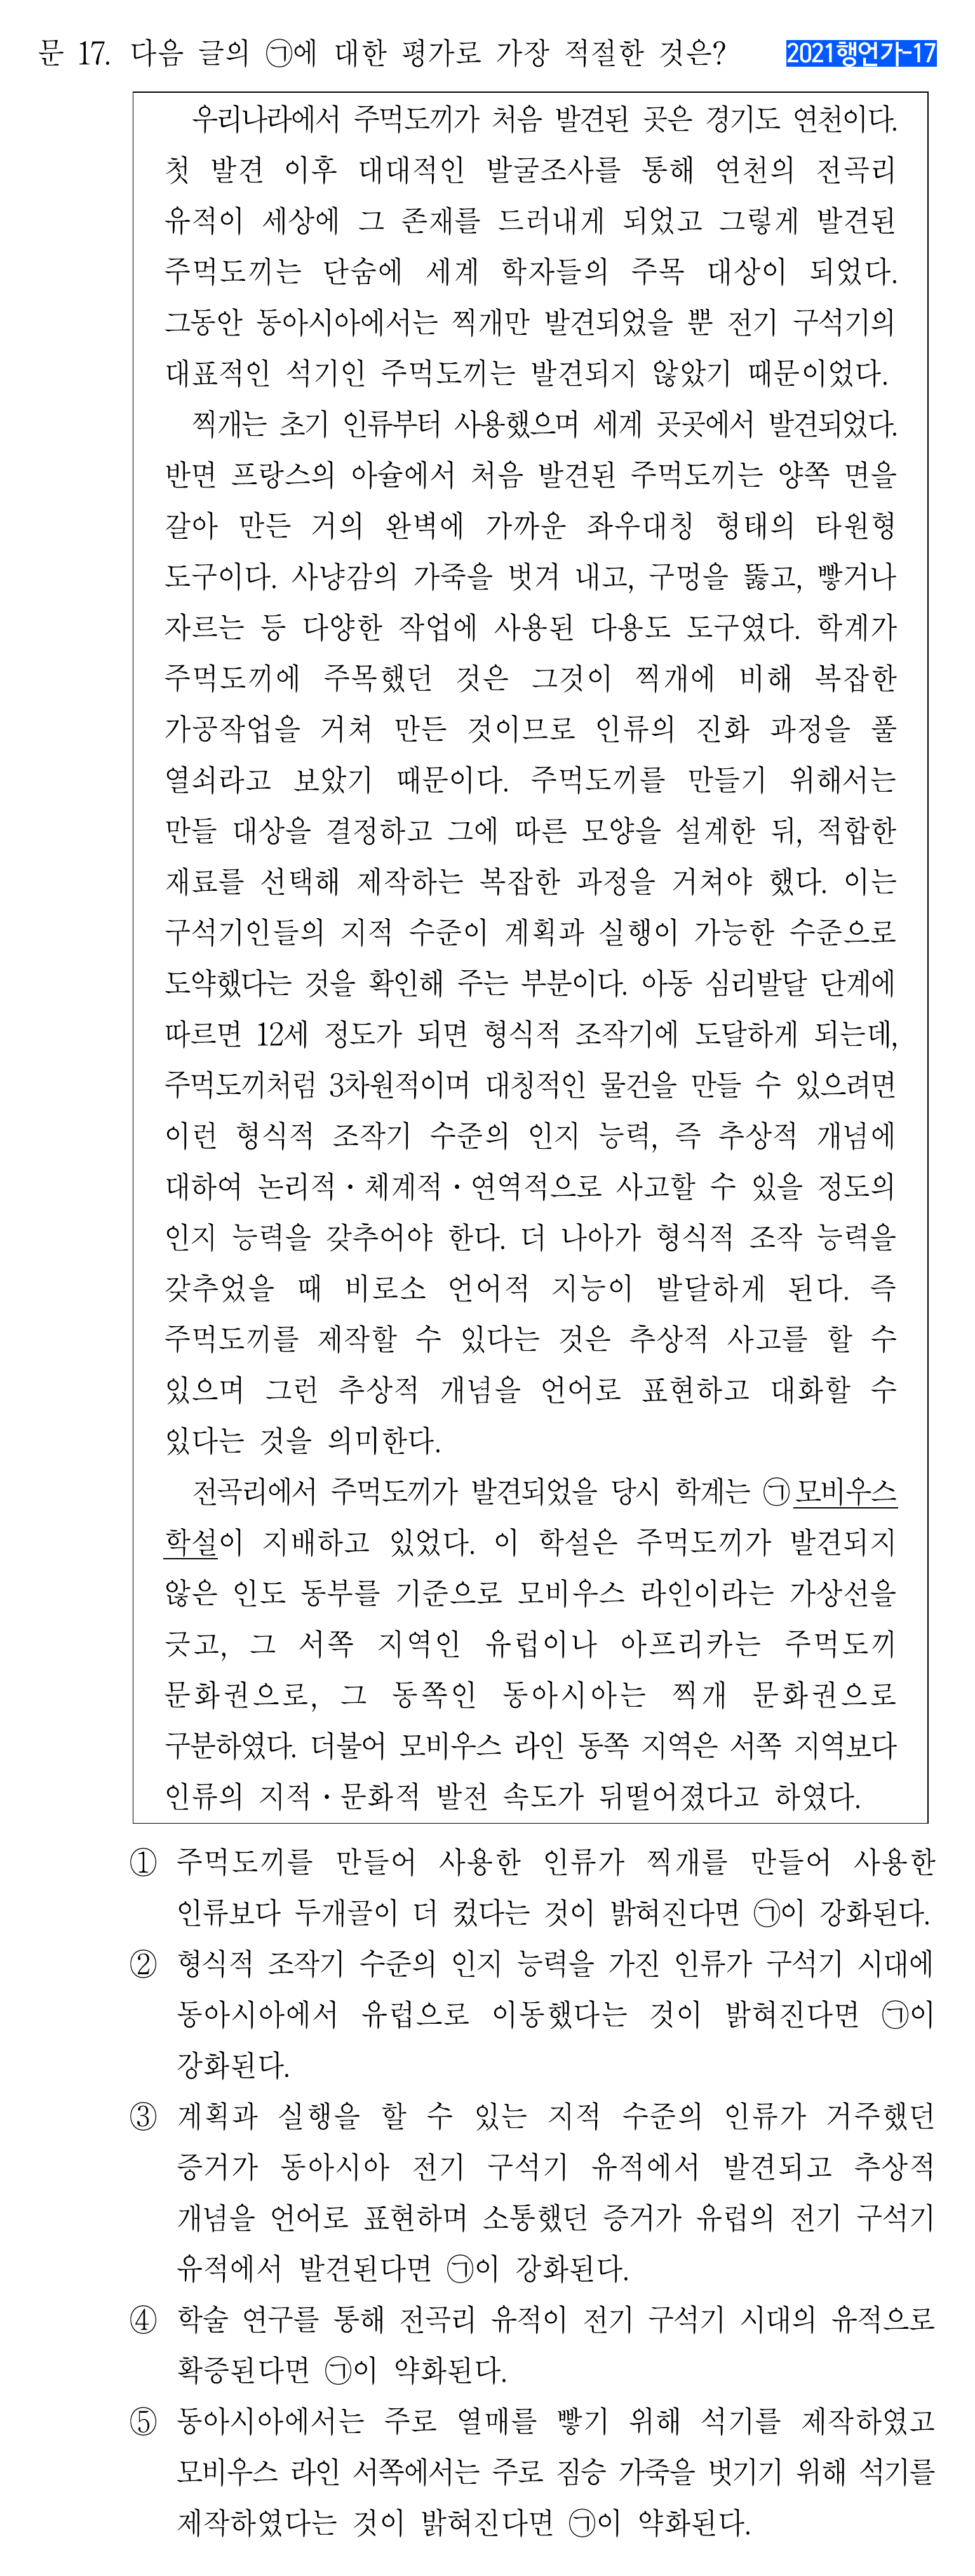 문 17. 다음 글의 ㉠에 대한 평가로 가장 적절한 것은? 2021행언가-17
우리나라에서 주먹도끼가 처음 발견된 곳은 경기도 연천이다.
첫 발견 이후 대대적인 발굴조사를 통해 연천의 전곡리
유적이 세상에 그 존재를 드러내게 되었고 그렇게 발견된
주먹도끼는 단숨에 세계 학자들의 주목 대상이 되었다.
그동안 동아시아에서는 찍개만 발견되었을 뿐 전기 구석기의
대표적인 석기인 주먹도끼는 발견되지 않았기 때문이었다.
찍개는 초기 인류부터 사용했으며 세계 곳곳에서 발견되었다.
반면 프랑스의 아슐에서 처음 발견된 주먹도끼는 양쪽 면을
갈아 만든 거의 완벽에 가까운 좌우대칭 형태의 타원형
도구이다. 사냥감의 가죽을 벗겨 내고, 구멍을 뚫고, 빻거나
자르는 등 다양한 작업에 사용된 다용도 도구였다. 학계가
주먹도끼에 주목했던 것은 그것이 찍개에 비해 복잡한
가공작업을 거쳐 만든 것이므로 인류의 진화 과정을 풀
열쇠라고 보았기 때문이다. 주먹도끼를 만들기 위해서는
만들 대상을 결정하고 그에 따른 모양을 설계한 뒤, 적합한
재료를 선택해 제작하는 복잡한 과정을 거쳐야 했다. 이는
구석기인들의 지적 수준이 계획과 실행이 가능한 수준으로
도약했다는 것을 확인해 주는 부분이다. 아동 심리발달 단계에
따르면 12세 정도가 되면 형식적 조작기에 도달하게 되는데,
주먹도끼처럼 3차원적이며 대칭적인 물건을 만들 수 있으려면
이런 형식적 조작기 수준의 인지 능력, 즉 추상적 개념에
대하여 논리적·체계적·연역적으로 사고할 수 있을 정도의
인지 능력을 갖추어야 한다. 더 나아가 형식적 조작 능력을
갖추었을 때 비로소 언어적 지능이 발달하게 된다. 즉
주먹도끼를 제작할 수 있다는 것은 추상적 사고를 할 수
있으며 그런 추상적 개념을 언어로 표현하고 대화할 수
있다는 것을 의미한다.
전곡리에서 주먹도끼가 발견되었을 당시 학계는 ㉠모비우스
학설이 지배하고 있었다. 이 학설은 주먹도끼가 발견되지
않은 인도 동부를 기준으로 모비우스 라인이라는 가상선을
긋고, 그 서쪽 지역인 유럽이나 아프리카는 주먹도끼
문화권으로, 그 동쪽인 동아시아는 찍개 문화권으로
구분하였다. 더불어 모비우스 라인 동쪽 지역은 서쪽 지역보다
인류의 지적·문화적 발전 속도가 뒤떨어졌다고 하였다.
① 주먹도끼를 만들어 사용한 인류가 찍개를 만들어 사용한
인류보다 두개골이 더 컸다는 것이 밝혀진다면 ㉠이 강화된다.
② 형식적 조작기 수준의 인지 능력을 가진 인류가 구석기 시대에
동아시아에서 유럽으로 이동했다는 것이 밝혀진다면 ㉠이
강화된다.
③ 계획과 실행을 할 수 있는 지적 수준의 인류가 거주했던
증거가 동아시아 전기 구석기 유적에서 발견되고 추상적
개념을 언어로 표현하며 소통했던 증거가 유럽의 전기 구석기
유적에서 발견된다면 ㉠이 강화된다.
④ 학술 연구를 통해 전곡리 유적이 전기 구석기 시대의 유적으로
확증된다면 ㉠이 약화된다.
⑤ 동아시아에서는 주로 열매를 빻기 위해 석기를 제작하였고
모비우스 라인 서쪽에서는 주로 짐승 가죽을 벗기기 위해 석기를
제작하였다는 것이 밝혀진다면 ㉠이 약화된다.